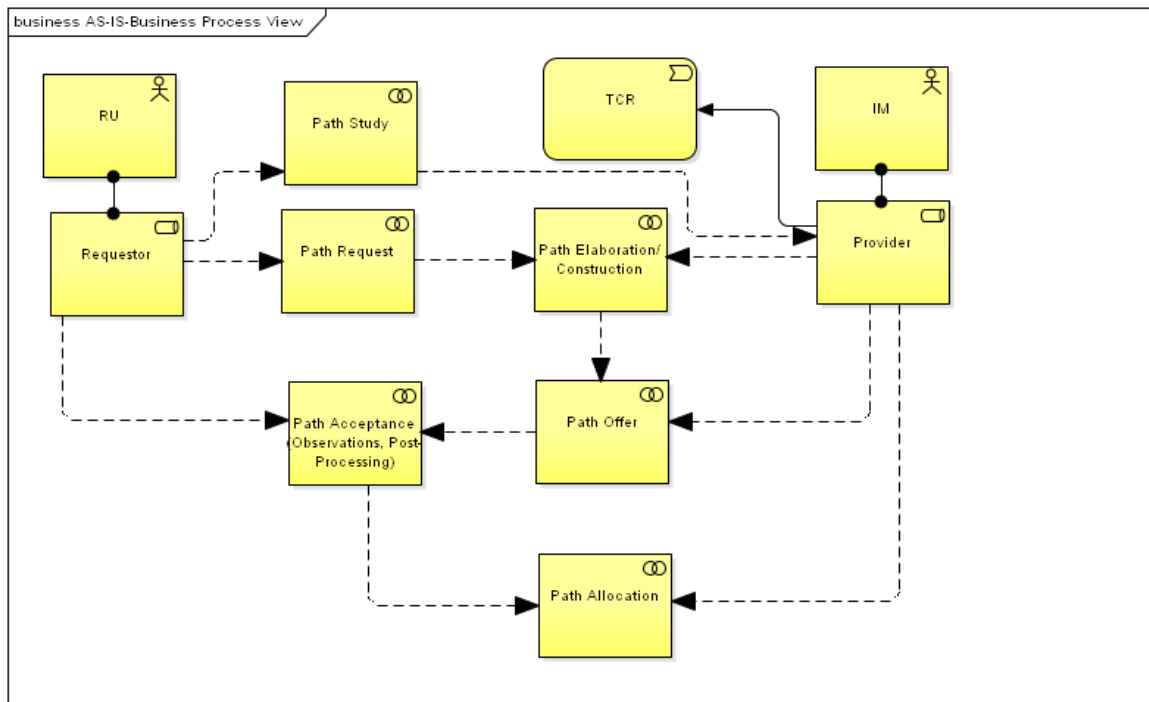 business AS-IS-Business Process View
RU
Path Study
TCR
IM
Requestor
Path Request
Path Elaboration/
Construction
Provider
Path Acceptance
(Observations, Post-
Processing)
Path Offer
Path Allocation